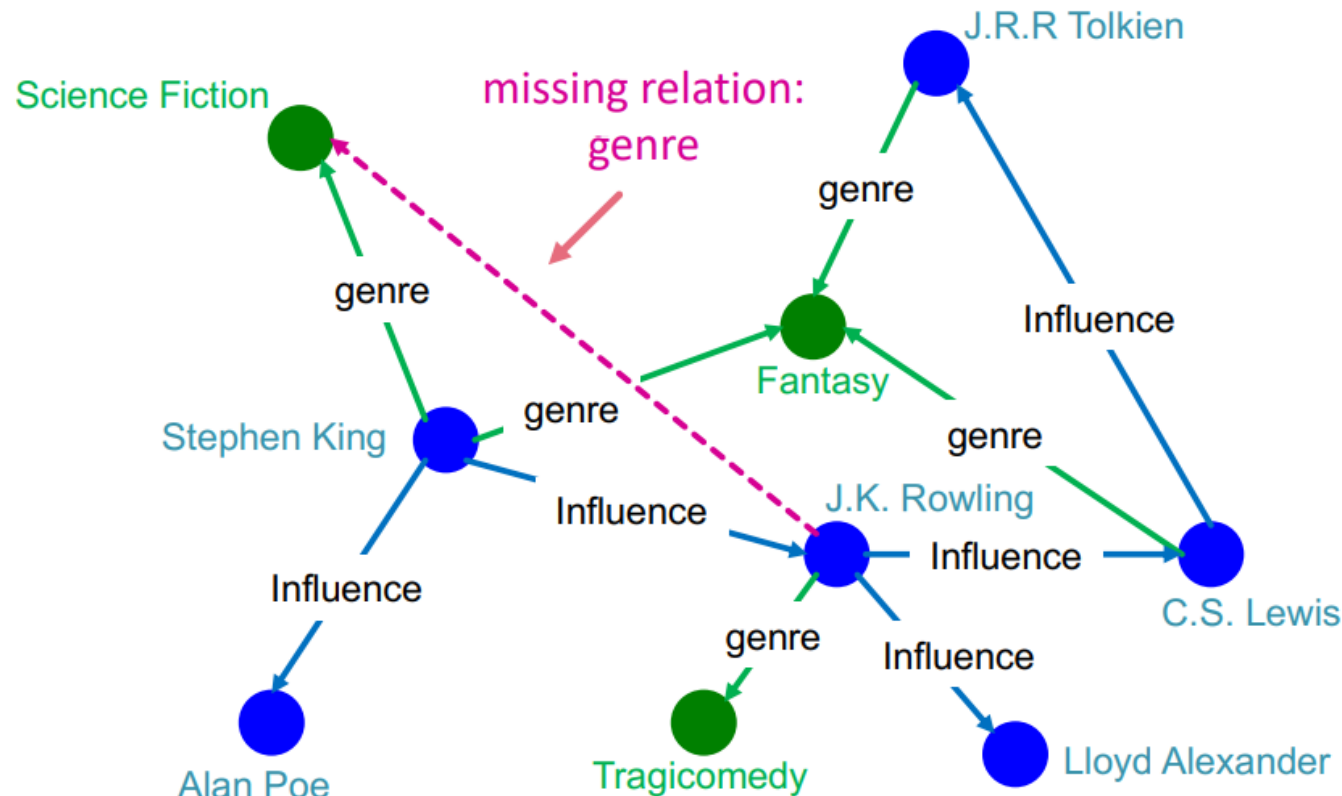 J.R.R Tolkien
Science Fiction
missing relation:
genre
genre
genre
Influence
Fantasy
genre
Stephen King
genre
J.K. Rowling
Influence
Influence
Influence
C.S. Lewis
genre
Influence
Alan Poe
Tragicomedy
Lloyd Alexander